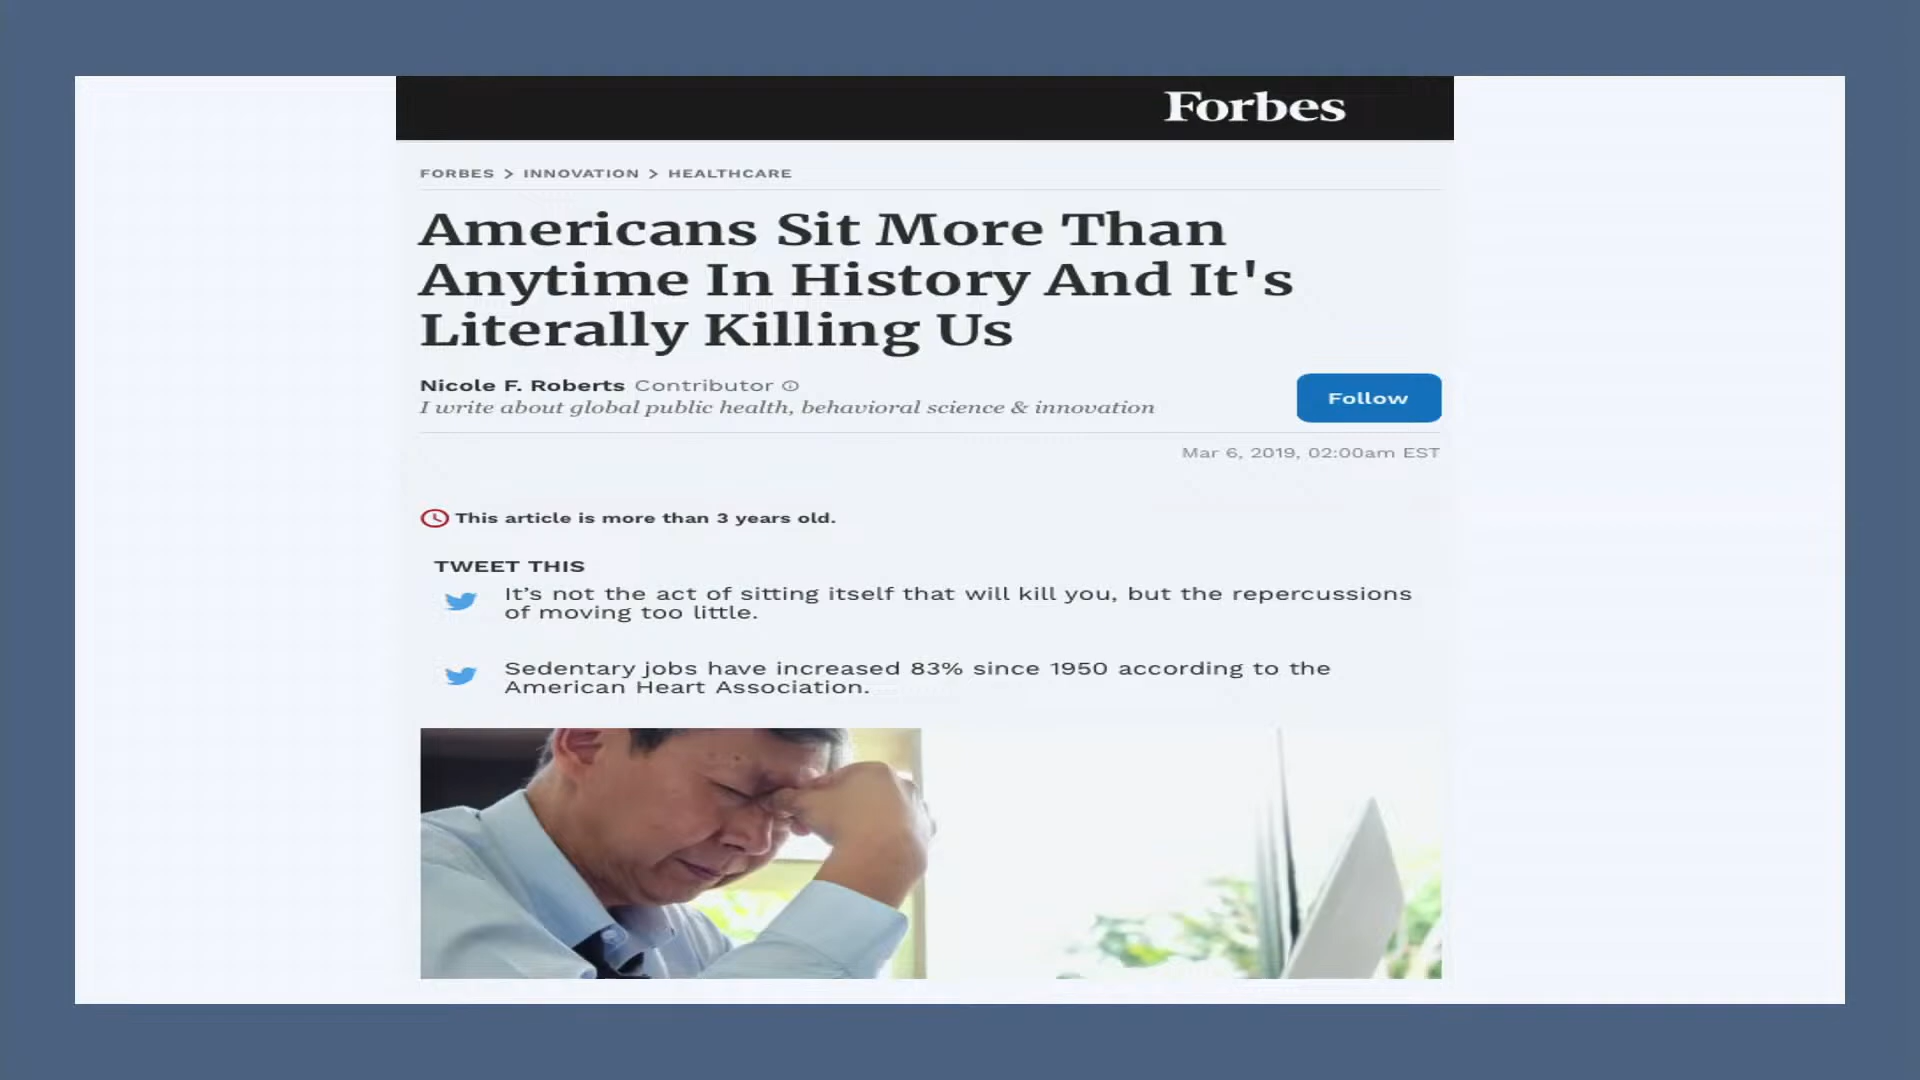 Forbes
FORBES > INNOVATION > HEALTHCARE
Americans Sit More Than
Anytime In History And It's
Literally Killing Us
Nicole F. Roberts Contributor
I write about global public health, behavioral science & innovation
Follow
Mar 6, 2019, 02:00am EST
This article is more than 3 years old.
TWEET THIS
It’s not the act of sitting itself that will kill you, but the repercussions
of moving too little.
Sedentary jobs have increased 83% since 1950 according to the
American Heart Association.